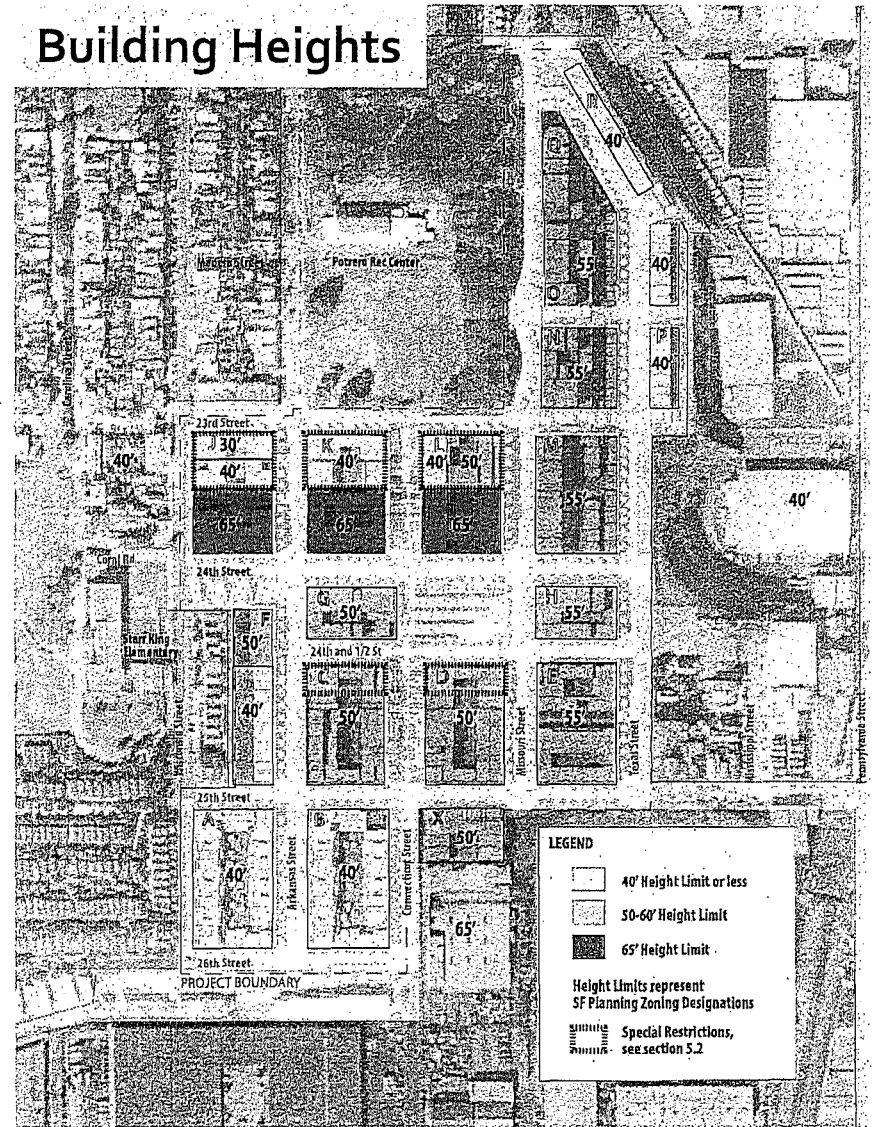 Building Heights
R
40'
Q
Potrero Rec Center
55'
O
40'
Carolina Street
N
55'
P
40'
23rd Street
J
30'
40'
K
40'
L
40'
50'
M
55'
40'
40'
65'
65'
65'
24th Street
Coral Rd
G
50'
H
55'
F
50'
Starr King
Elementary
24th and 1/2 St
C
50'
D
50'
E
55'
40'
Missouri Street
Texas Street
Mississippi Street
Pennsylvania Street
25th Street
A
40'
B
40'
X
50'
Arkansas Street
Connecticut Street
65'
26th Street
PROJECT BOUNDARY
LEGEND
40' Height Limit or less
50-60' Height Limit
65' Height Limit
Height Limits represent
SF Planning Zoning Designations
Special Restrictions,
see section 5.2